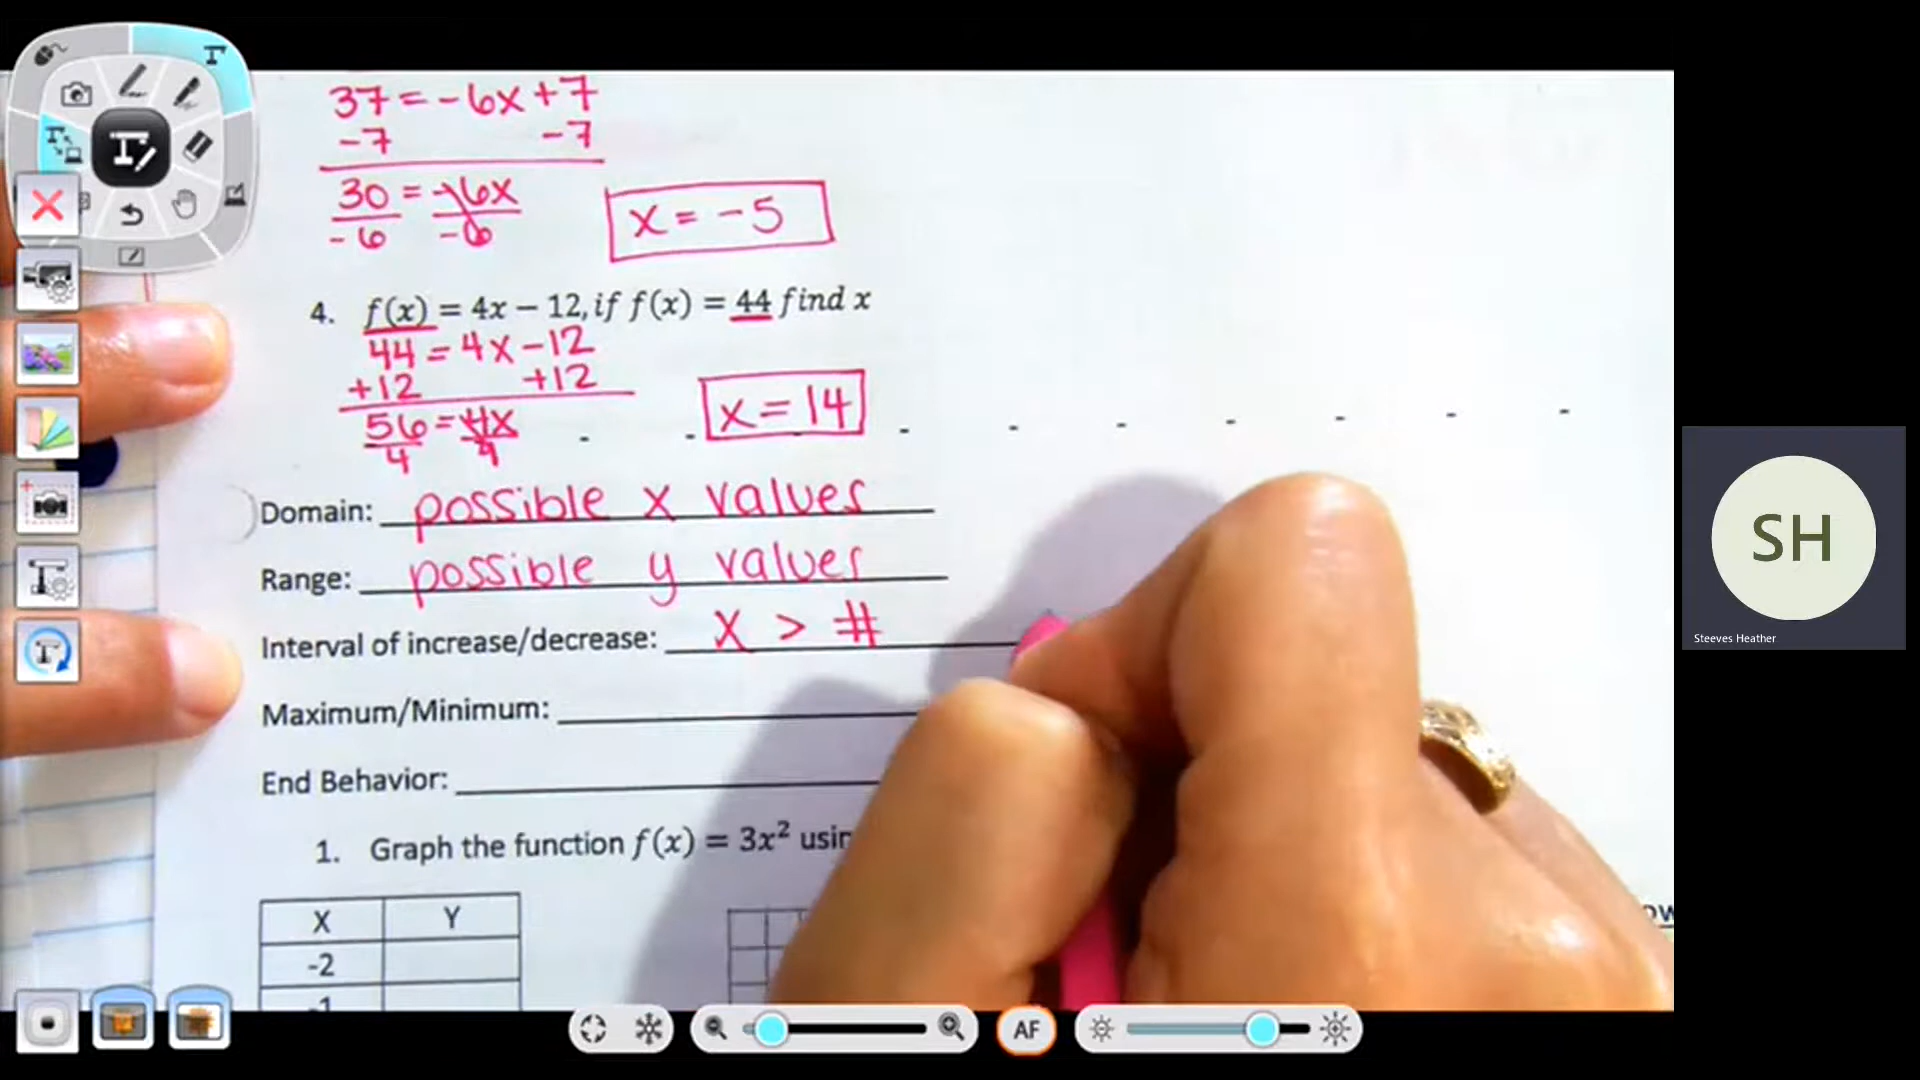 37 = -6x + 7
-7 -7
30 = -6x
-6 -6
x = -5
4. f(x) = 4x − 12, if f(x) = 44 find x
44 = 4x - 12
+12 +12
56 = 4x
4 4
x = 14
Domain: possible x values
Range: possible y values
Interval of increase/decrease: x > #
Maximum/Minimum:
End Behavior:
1. Graph the function f(x) = 3x² usin
X Y
-2
-1
ow
SH
Steeves Heather
AF